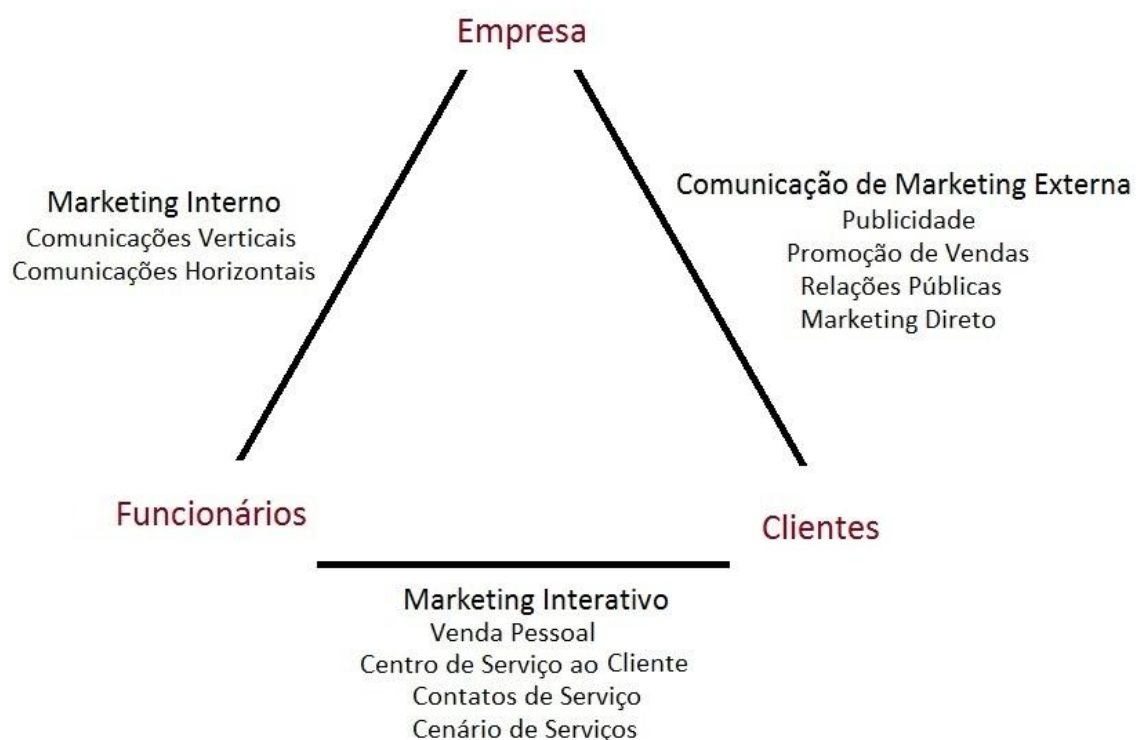 Empresa
Marketing Interno
Comunicações Verticais
Comunicações Horizontais
Comunicação de Marketing Externa
Publicidade
Promoção de Vendas
Relações Públicas
Marketing Direto
Funcionários
Clientes
Marketing Interativo
Venda Pessoal
Centro de Serviço ao Cliente
Contatos de Serviço
Cenário de Serviços